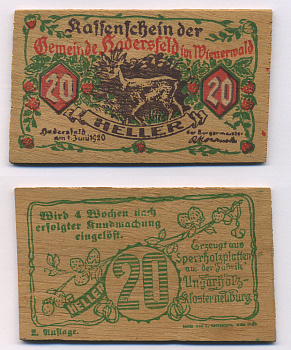 Kassenschein der
Gemeinde Hadersfeld im Wienerwald
20
20
HELLER
Hadersfeld
am 1. Juni 1920
der Bürgermeister
Wird 4 Wochen nach
erfolgter Kundmachung
eingelöst.
Erzeugt aus
Sperrholzplatten
aus der Fabrik
Ungarholz
Klosterneuburg.
20
HELLER
2. Auflage.